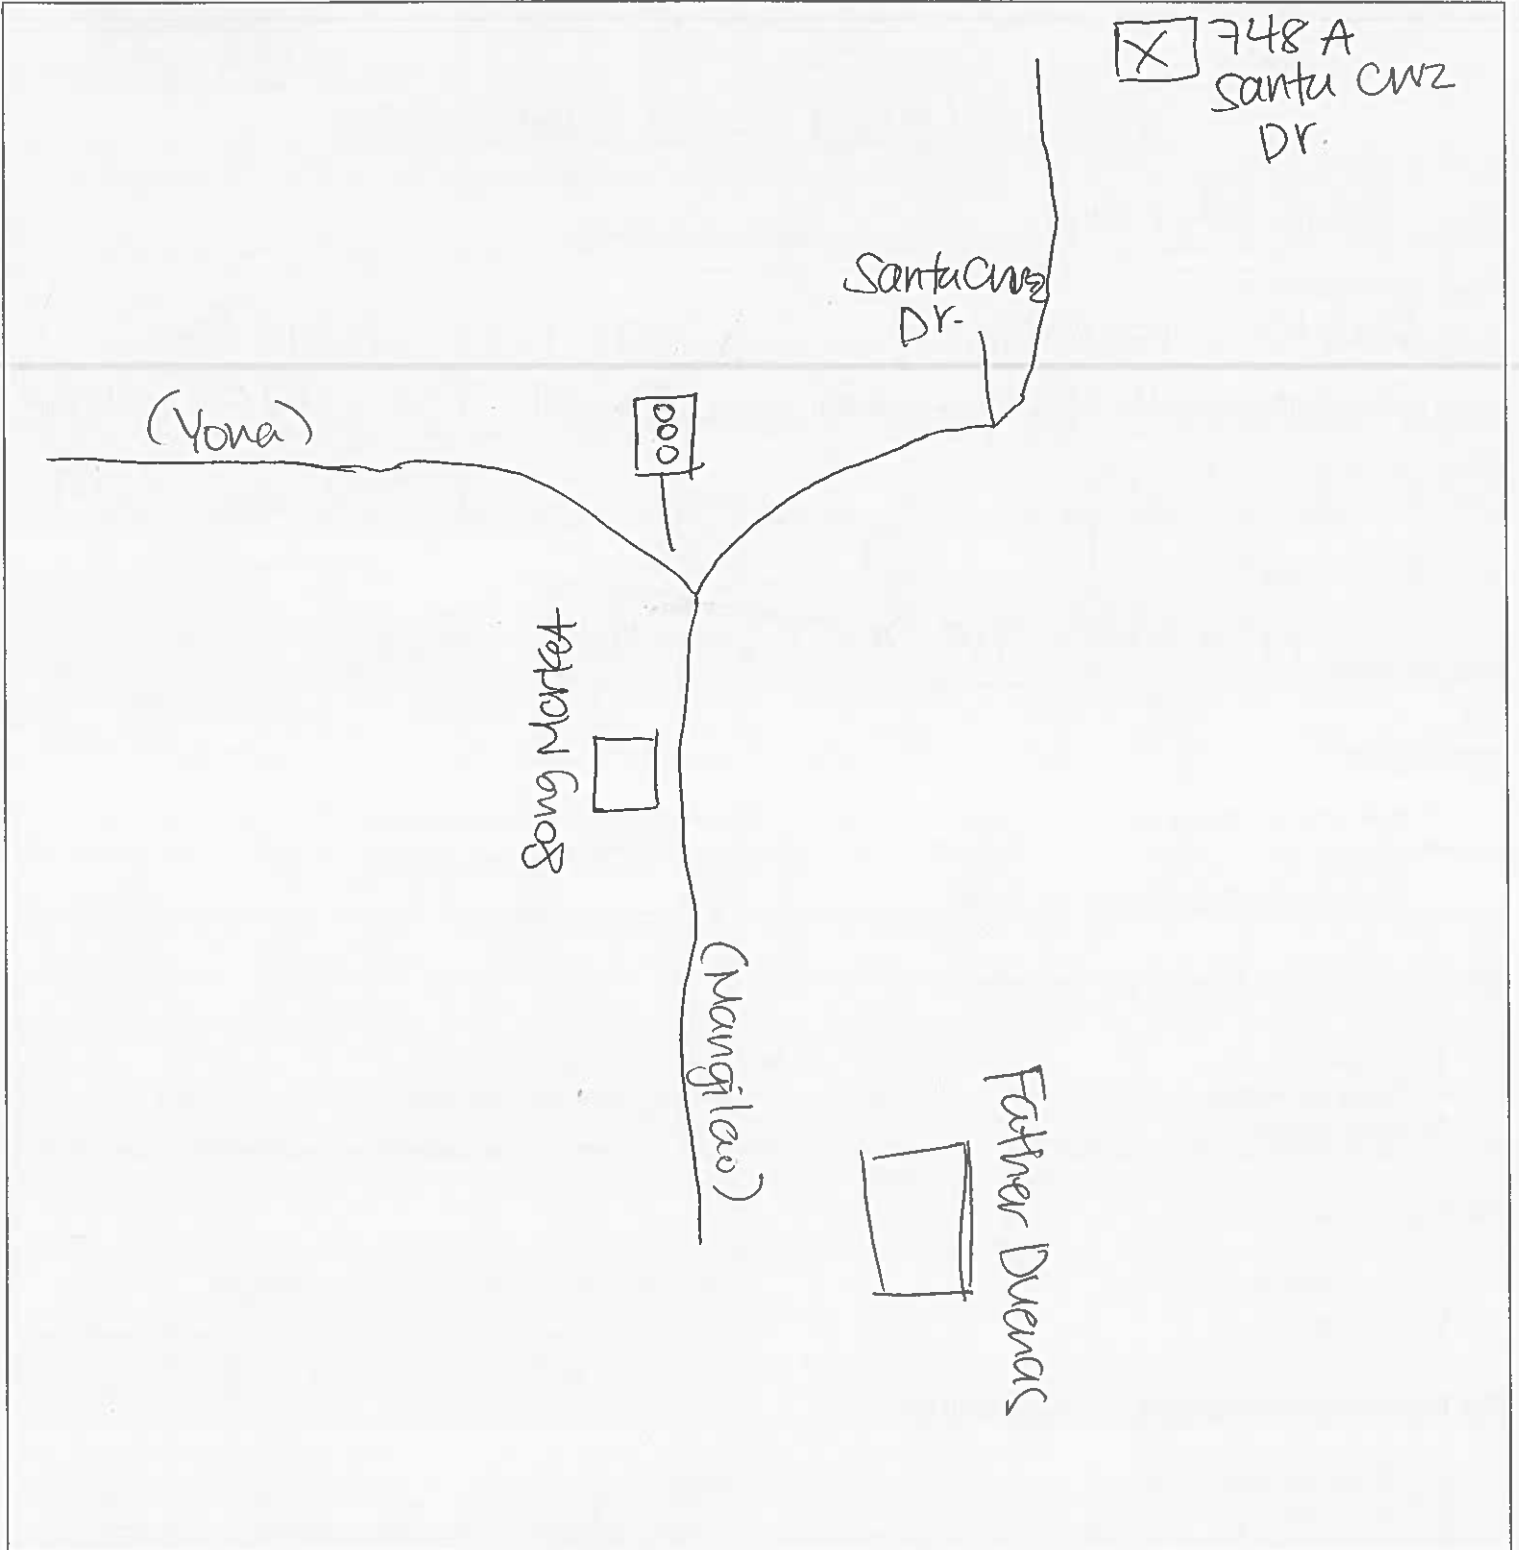 748 A
Santa Cruz
Dr.
Santa Cruz
Dr.
(Yona)
Song Market
(Mangilao)
Father Duenas